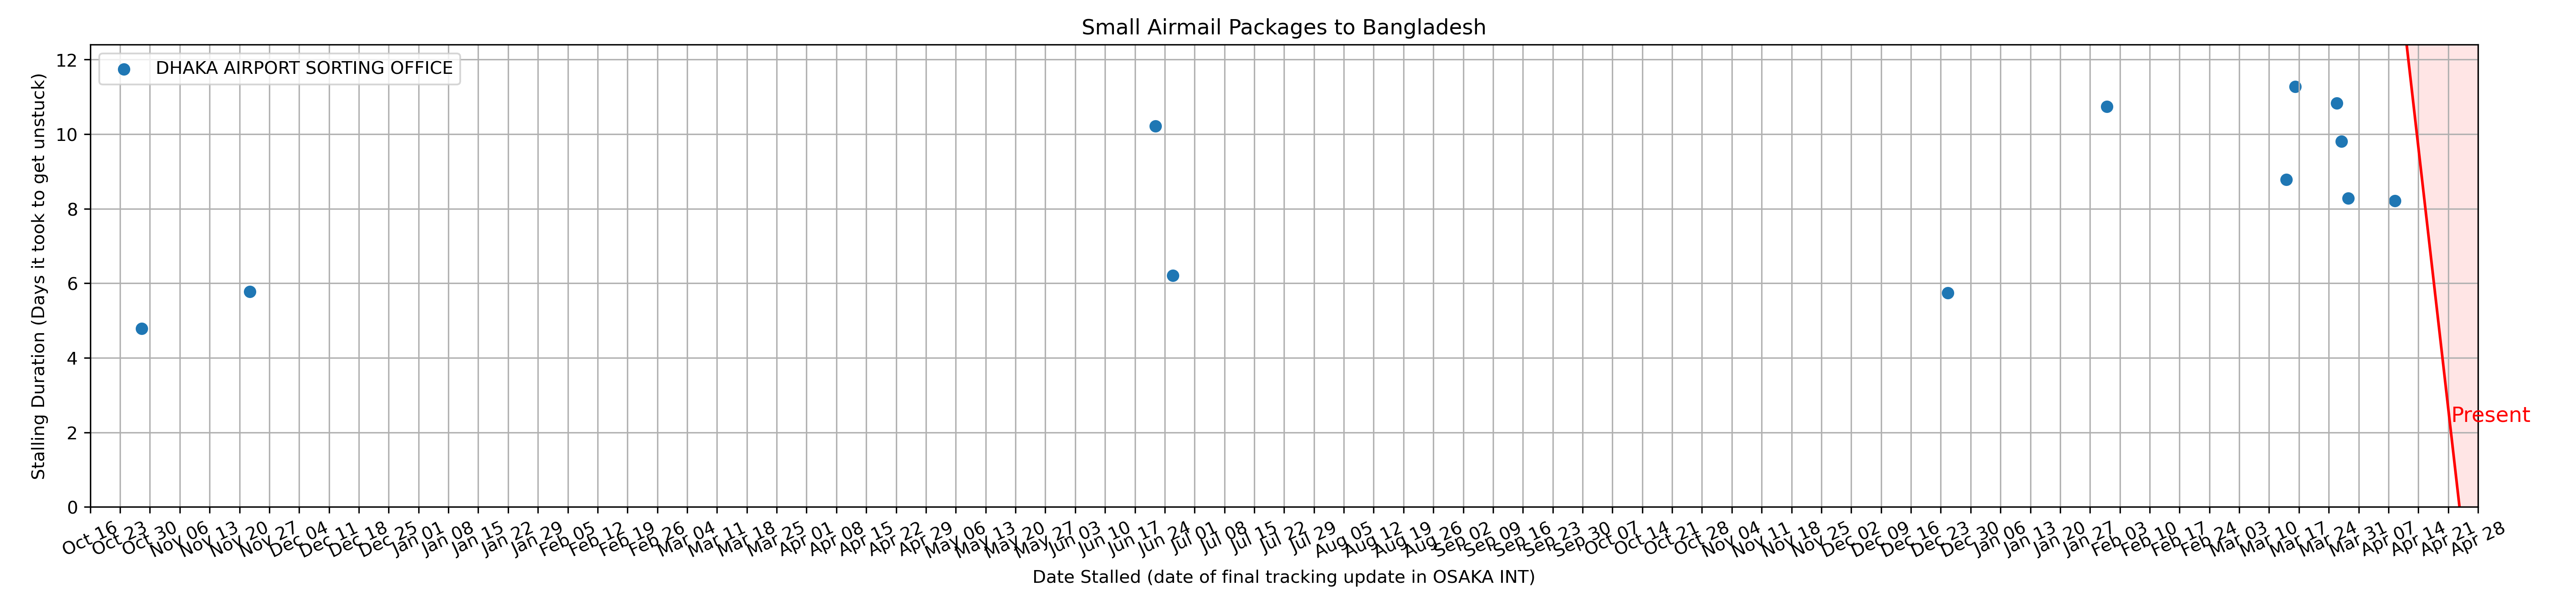 Small Airmail Packages to Bangladesh
DHAKA AIRPORT SORTING OFFICE
Stalling Duration (Days it took to get unstuck)
12
10
8
6
4
2
0
Present
Oct 16
Oct 23
Oct 30
Nov 06
Nov 13
Nov 20
Nov 27
Dec 04
Dec 11
Dec 18
Dec 25
Jan 01
Jan 08
Jan 15
Jan 22
Jan 29
Feb 05
Feb 12
Feb 19
Feb 26
Mar 04
Mar 11
Mar 18
Mar 25
Apr 01
Apr 08
Apr 15
Apr 22
Apr 29
May 06
May 13
May 20
May 27
Jun 03
Jun 10
Jun 17
Jun 24
Jul 01
Jul 08
Jul 15
Jul 22
Jul 29
Aug 05
Aug 12
Aug 19
Aug 26
Sep 02
Sep 09
Sep 16
Sep 23
Sep 30
Oct 07
Oct 14
Oct 21
Oct 28
Nov 04
Nov 11
Nov 18
Nov 25
Dec 02
Dec 09
Dec 16
Dec 23
Dec 30
Jan 06
Jan 13
Jan 20
Jan 27
Feb 03
Feb 10
Feb 17
Feb 24
Mar 03
Mar 10
Mar 17
Mar 24
Mar 31
Apr 07
Apr 14
Apr 21
Apr 28
Date Stalled (date of final tracking update in OSAKA INT)